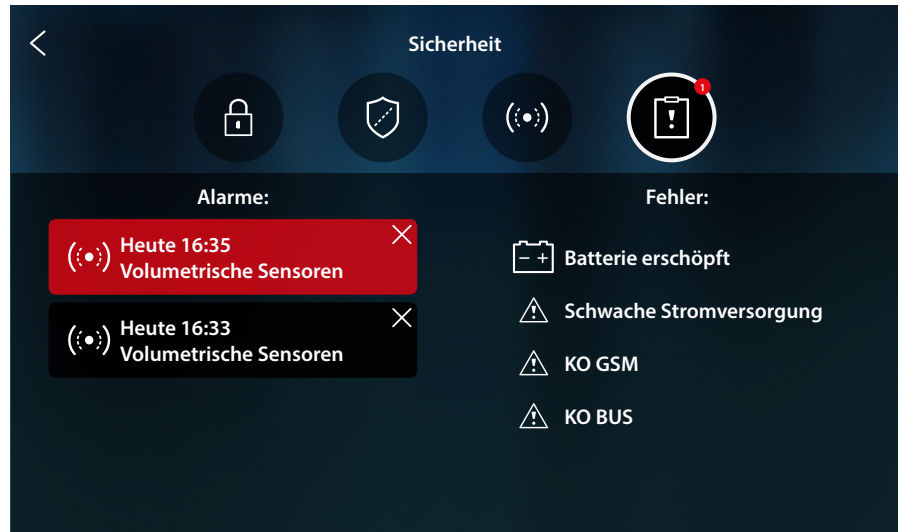 Sicherheit
1
Alarme:
Heute 16:35
Volumetrische Sensoren
Heute 16:33
Volumetrische Sensoren
Fehler:
Batterie erschöpft
Schwache Stromversorgung
KO GSM
KO BUS